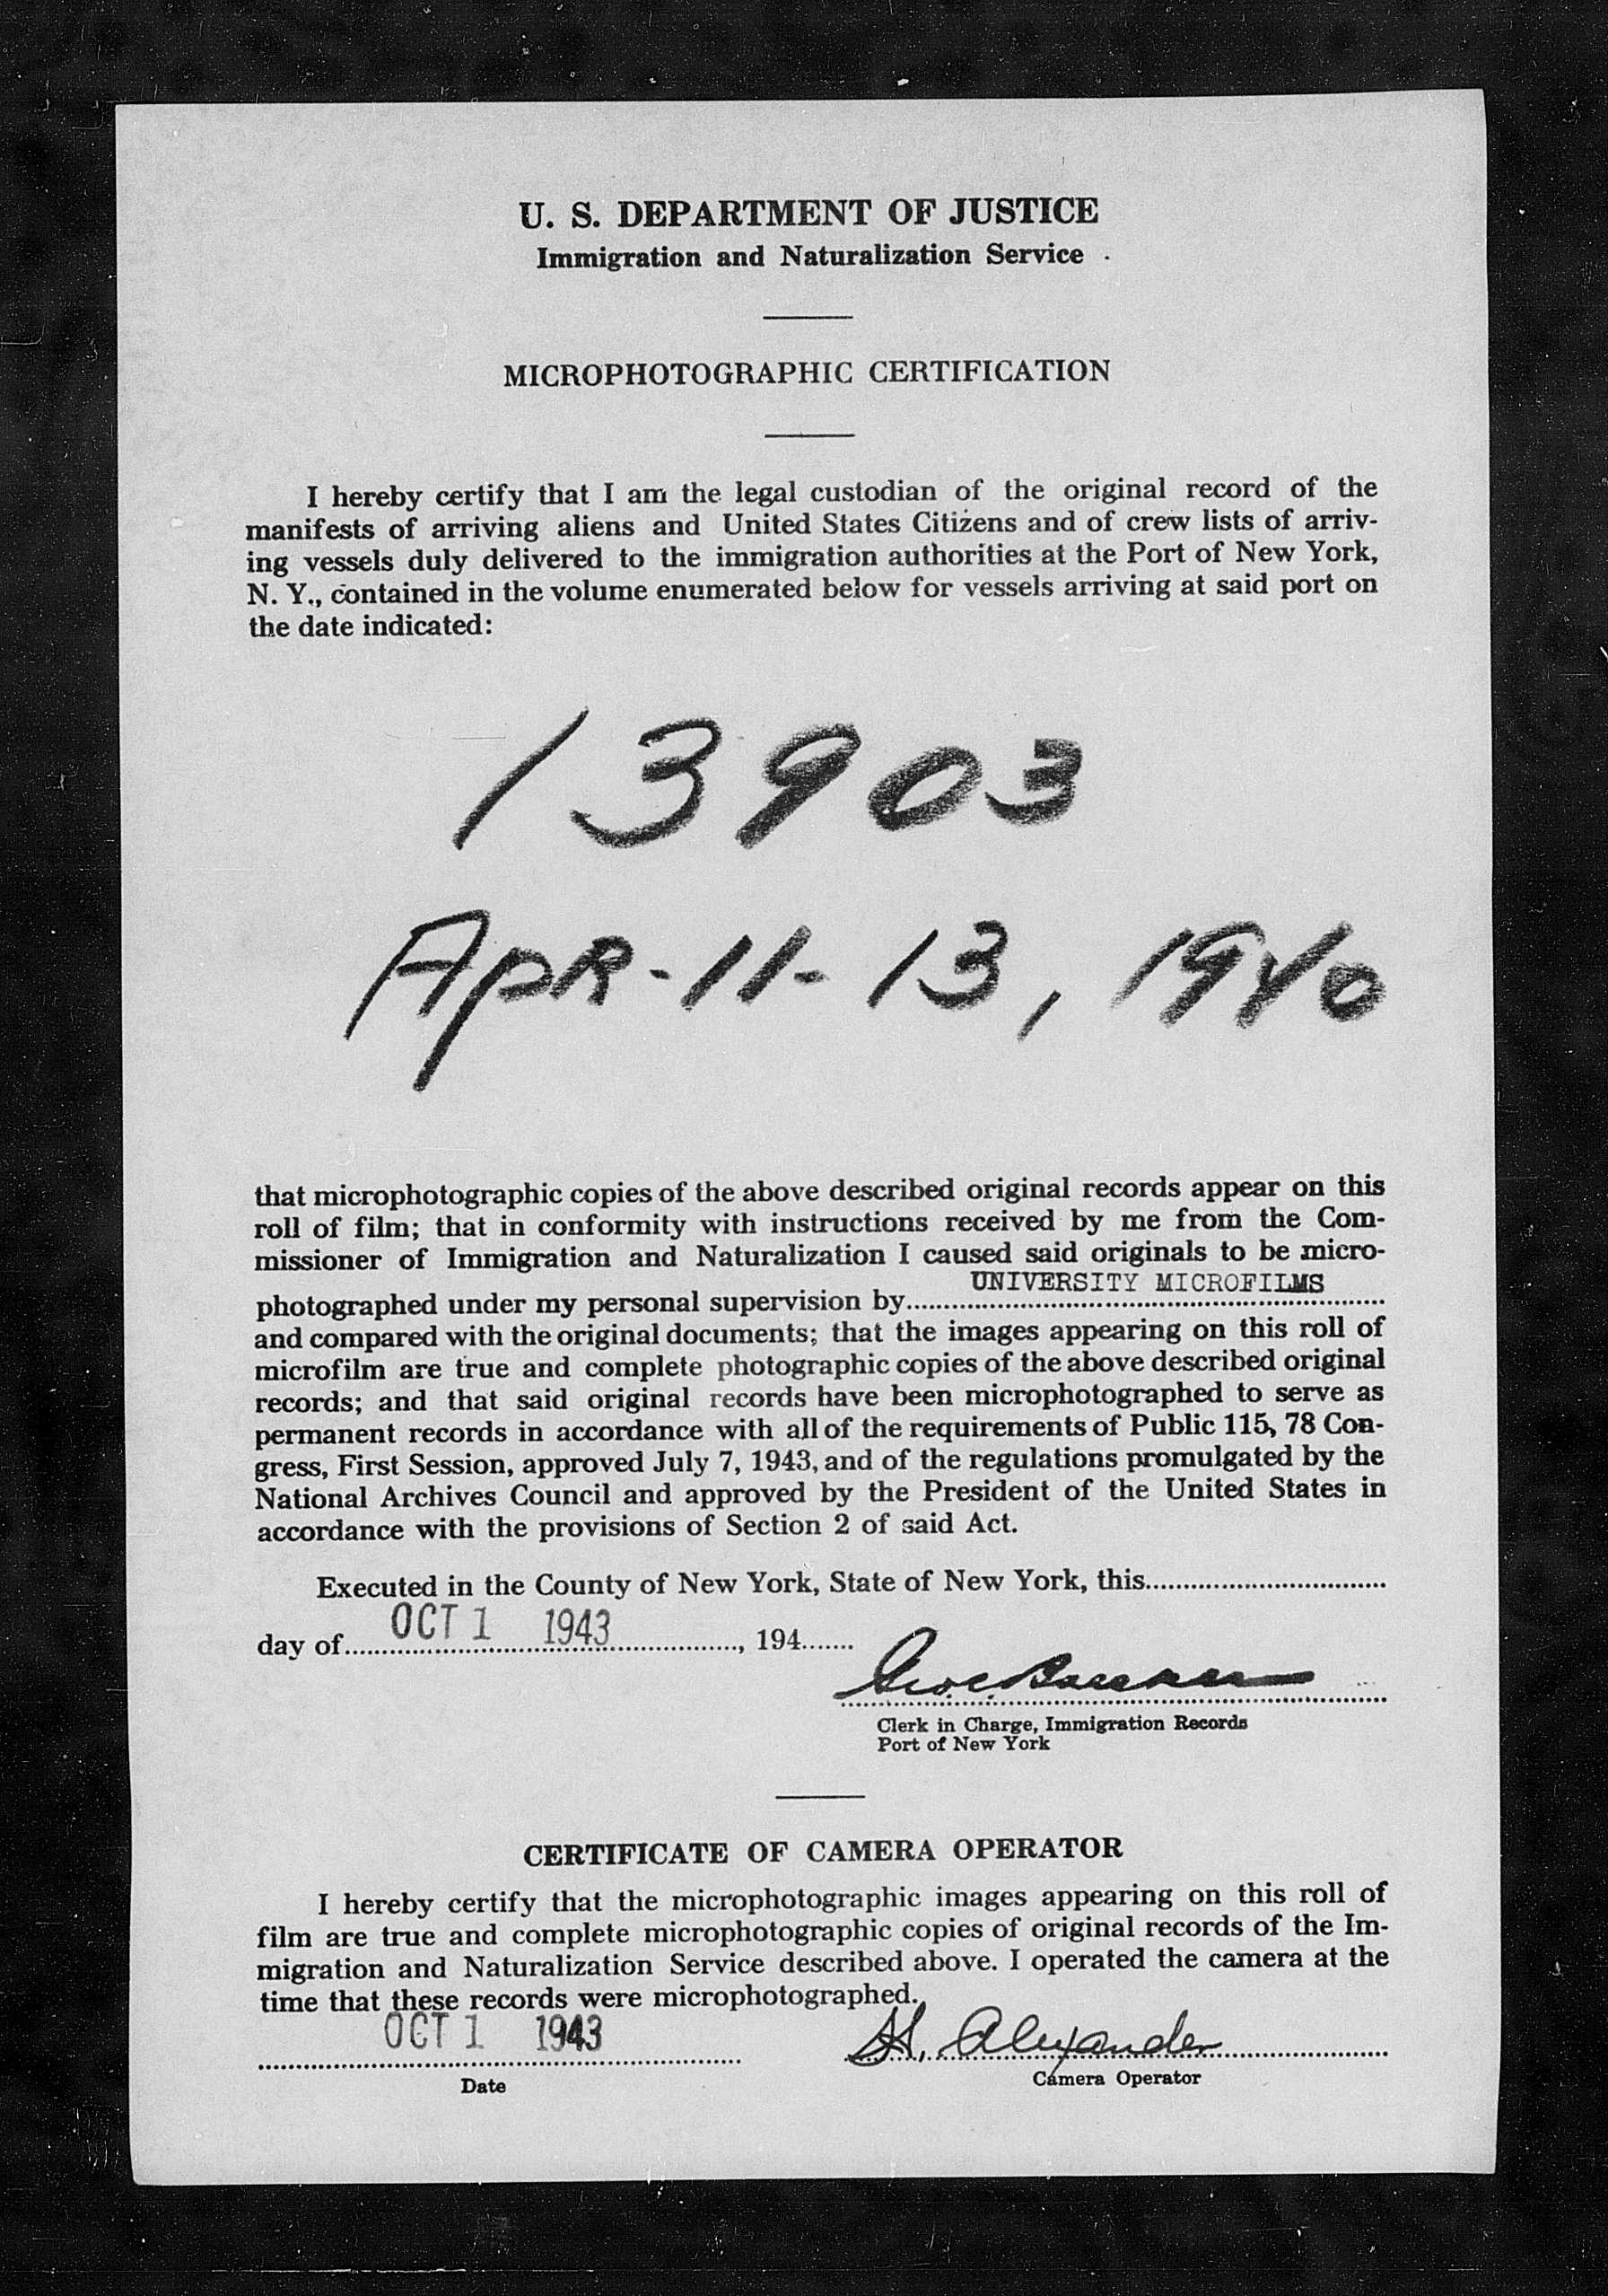 U. S. DEPARTMENT OF JUSTICE
Immigration and Naturalization Service
MICROPHOTOGRAPHIC CERTIFICATION
I hereby certify that I am the legal custodian of the original record of the
manifests of arriving aliens and United States Citizens and of crew lists of arriv-
ing vessels duly delivered to the immigration authorities at the Port of New York,
N. Y., contained in the volume enumerated below for vessels arriving at said port on
the date indicated:
13903
Apr-11-13, 1940
that microphotographic copies of the above described original records appear on this
roll of film; that in conformity with instructions received by me from the Com-
missioner of Immigration and Naturalization I caused said originals to be micro-
UNIVERSITY MICROFILMS
photographed under my personal supervision by
and compared with the original documents; that the images appearing on this roll of
microfilm are true and complete photographic copies of the above described original
records; and that said original records have been microphotographed to serve as
permanent records in accordance with all of the requirements of Public 115, 78 Con-
gress, First Session, approved July 7, 1943, and of the regulations promulgated by the
National Archives Council and approved by the President of the United States in
accordance with the provisions of Section 2 of said Act.
Executed in the County of New York, State of New York, this
day of OCT 1 1943, 194
Clerk in Charge, Immigration Records
Port of New York
CERTIFICATE OF CAMERA OPERATOR
I hereby certify that the microphotographic images appearing on this roll of
film are true and complete microphotographic copies of original records of the Im-
migration and Naturalization Service described above. I operated the camera at the
time that these records were microphotographed.
OCT 1 1943 H. Alexander
Date Camera Operator